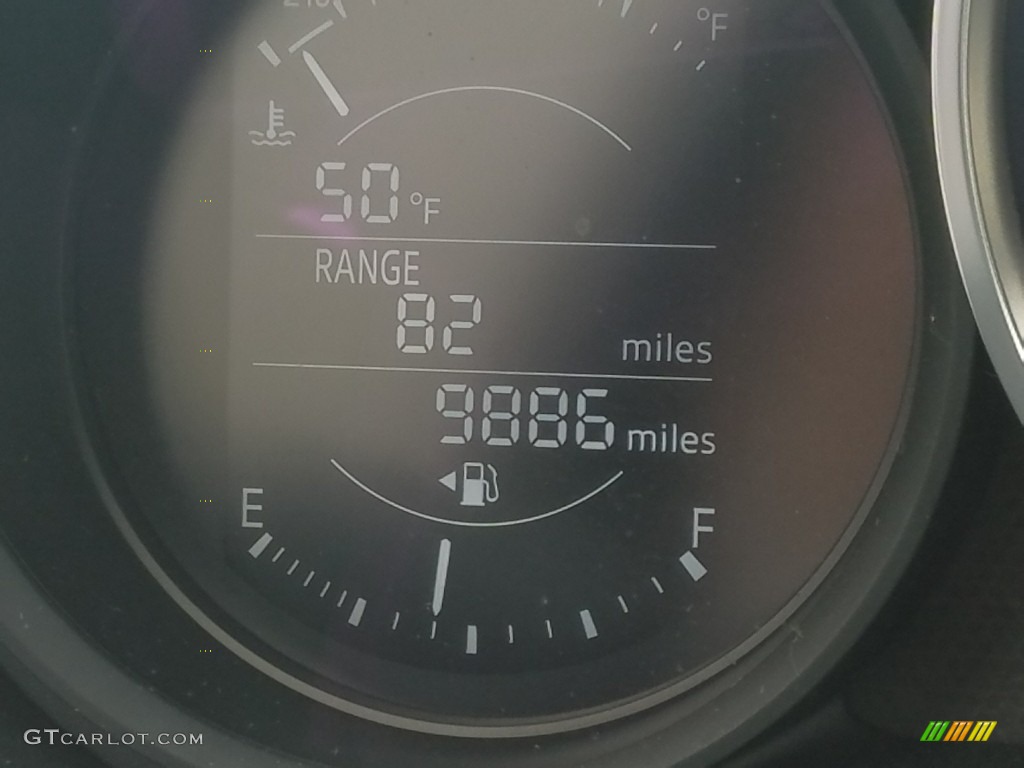 °F
50 °F
RANGE
82 miles
9886 miles
E F
GTCARLOT.COM